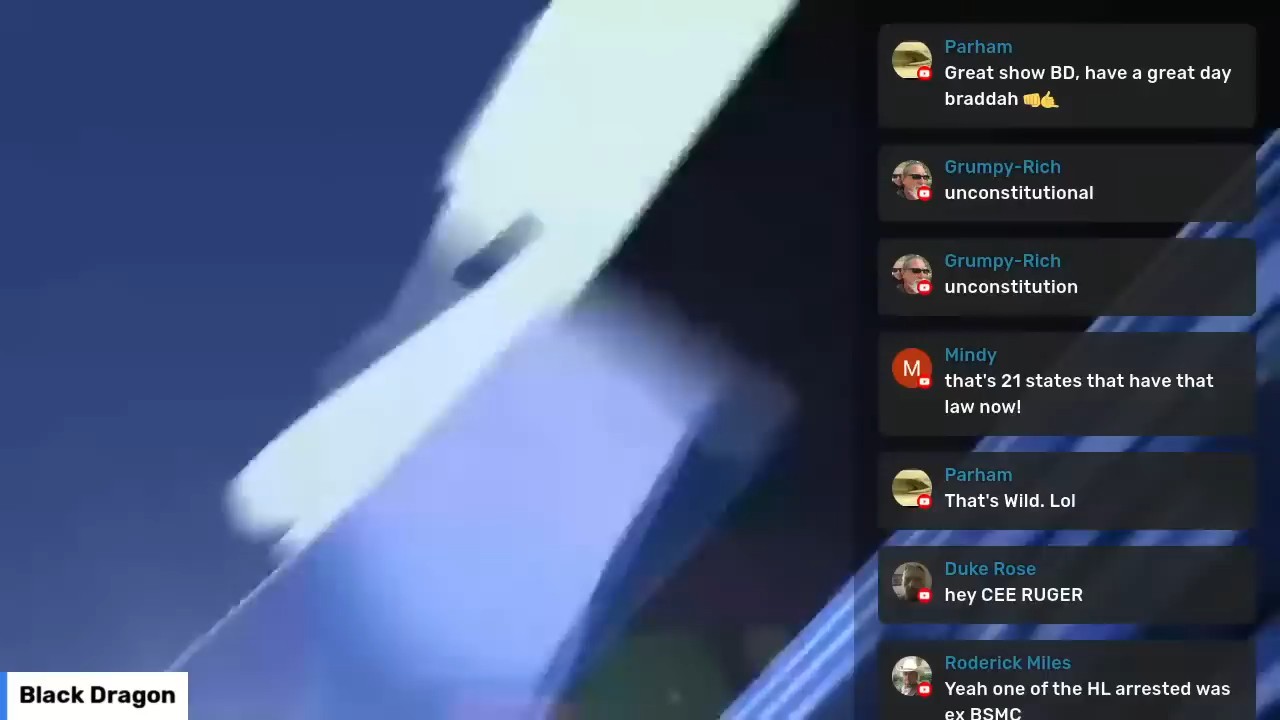 Parham
Great show BD, have a great day
braddah 👊🤙
Grumpy-Rich
unconstitutional
Grumpy-Rich
unconstitution
M
Mindy
that's 21 states that have that
law now!
Parham
That's Wild. Lol
Duke Rose
hey CEE RUGER
Roderick Miles
Yeah one of the HL arrested was
ex BSMC
Black Dragon